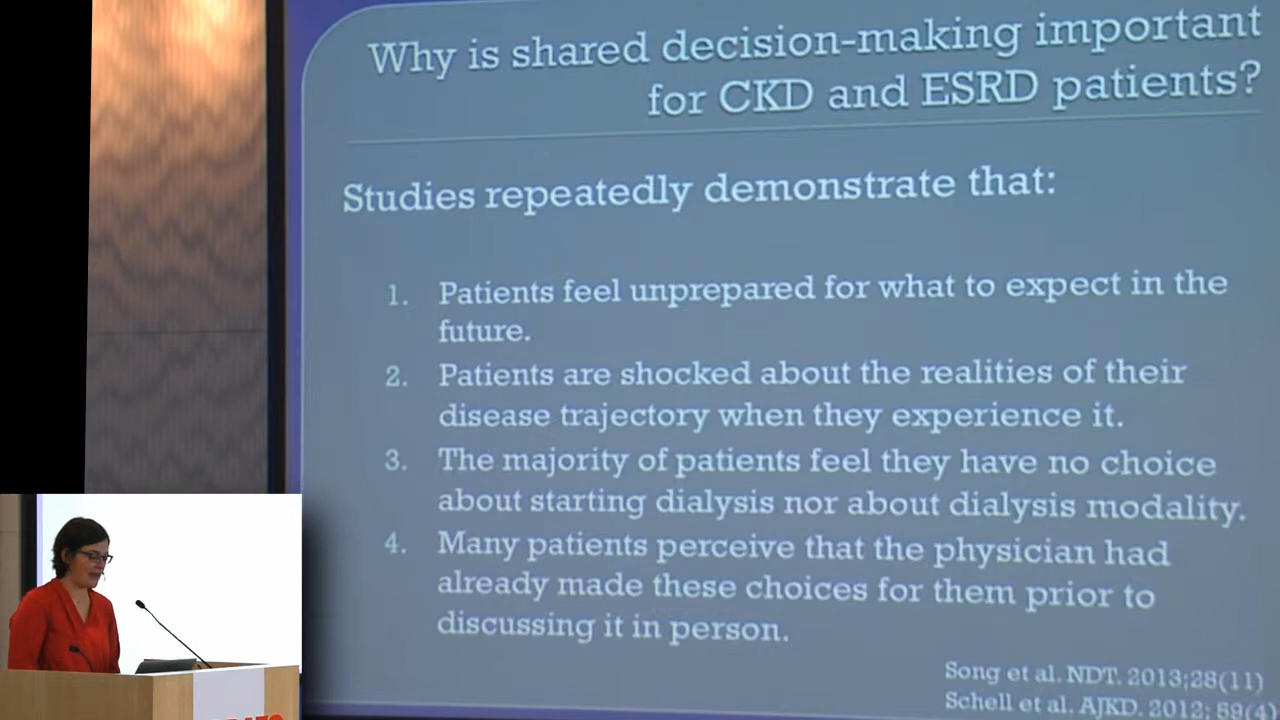 Why is shared decision-making important
for CKD and ESRD patients?
Studies repeatedly demonstrate that:
1. Patients feel unprepared for what to expect in the
future.
2. Patients are shocked about the realities of their
disease trajectory when they experience it.
3. The majority of patients feel they have no choice
about starting dialysis nor about dialysis modality.
4. Many patients perceive that the physician had
already made these choices for them prior to
discussing it in person.
Song et al. NDT. 2013;28(11)
Schell et al. AJKD. 2012; 59(4)